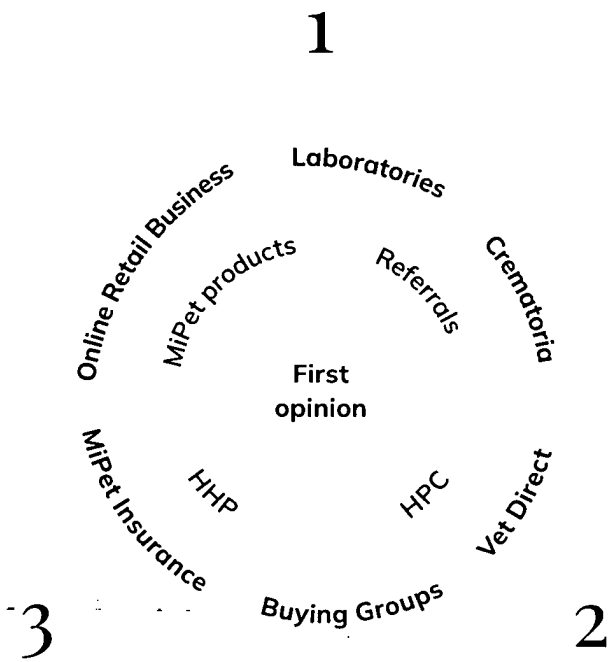 1
Laboratories
Online Retail Business
Crematoria
MiPet products
Referrals
First
opinion
HHP
HPC
MiPet Insurance
Vet Direct
Buying Groups
3
2